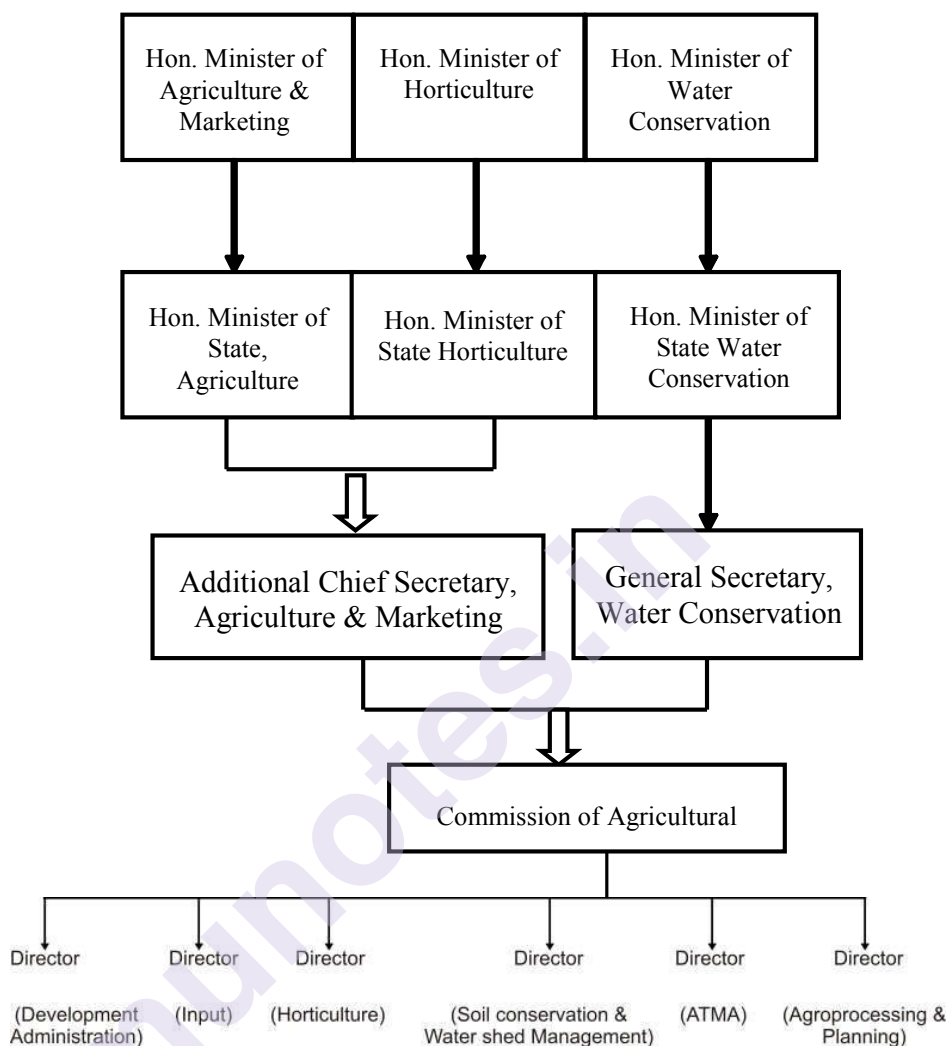 Hon. Minister of
Agriculture &
Marketing
Hon. Minister of
Horticulture
Hon. Minister of
Water
Conservation
Hon. Minister of
State,
Agriculture
Hon. Minister of
State Horticulture
Hon. Minister of
State Water
Conservation
Additional Chief Secretary,
Agriculture & Marketing
General Secretary,
Water Conservation
Commission of Agricultural
Director
(Development
Administration)
Director
(Input)
Director
(Horticulture)
Director
(Soil conservation &
Water shed Management)
Director
(ATMA)
Director
(Agroprocessing &
Planning)
munotes.in